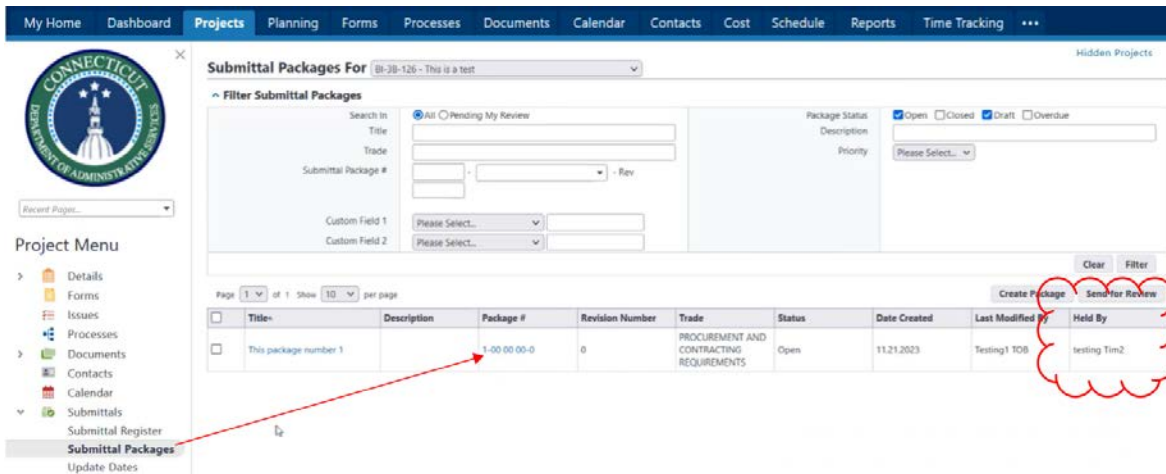 My Home Dashboard Projects Planning Forms Processes Documents Calendar Contacts Cost Schedule Reports Time Tracking •••
Hidden Projects
CONNECTICUT
DEPARTMENT OF ADMINISTRATIVE SERVICES
Recent Pages...
Project Menu
Details
Forms
Issues
Processes
Documents
Contacts
Calendar
Submittals
Submittal Register
Submittal Packages
Update Dates
Submittal Packages For BI-3B-126 - This is a test
Filter Submittal Packages
Search In All Pending My Review
Title
Trade
Submittal Package # - - Rev
Custom Field 1 Please Select...
Custom Field 2 Please Select...
Package Status Open Closed Draft Overdue
Description
Priority Please Select...
Clear Filter
Page 1 of 1 Show 10 per page
Create Package Send for Review
Title Description Package # Revision Number Trade Status Date Created Last Modified By Held By
This package number 1 1-00 00 00-0 0 PROCUREMENT AND CONTRACTING REQUIREMENTS Open 11.21.2023 Testing1 TOB testing Tim2